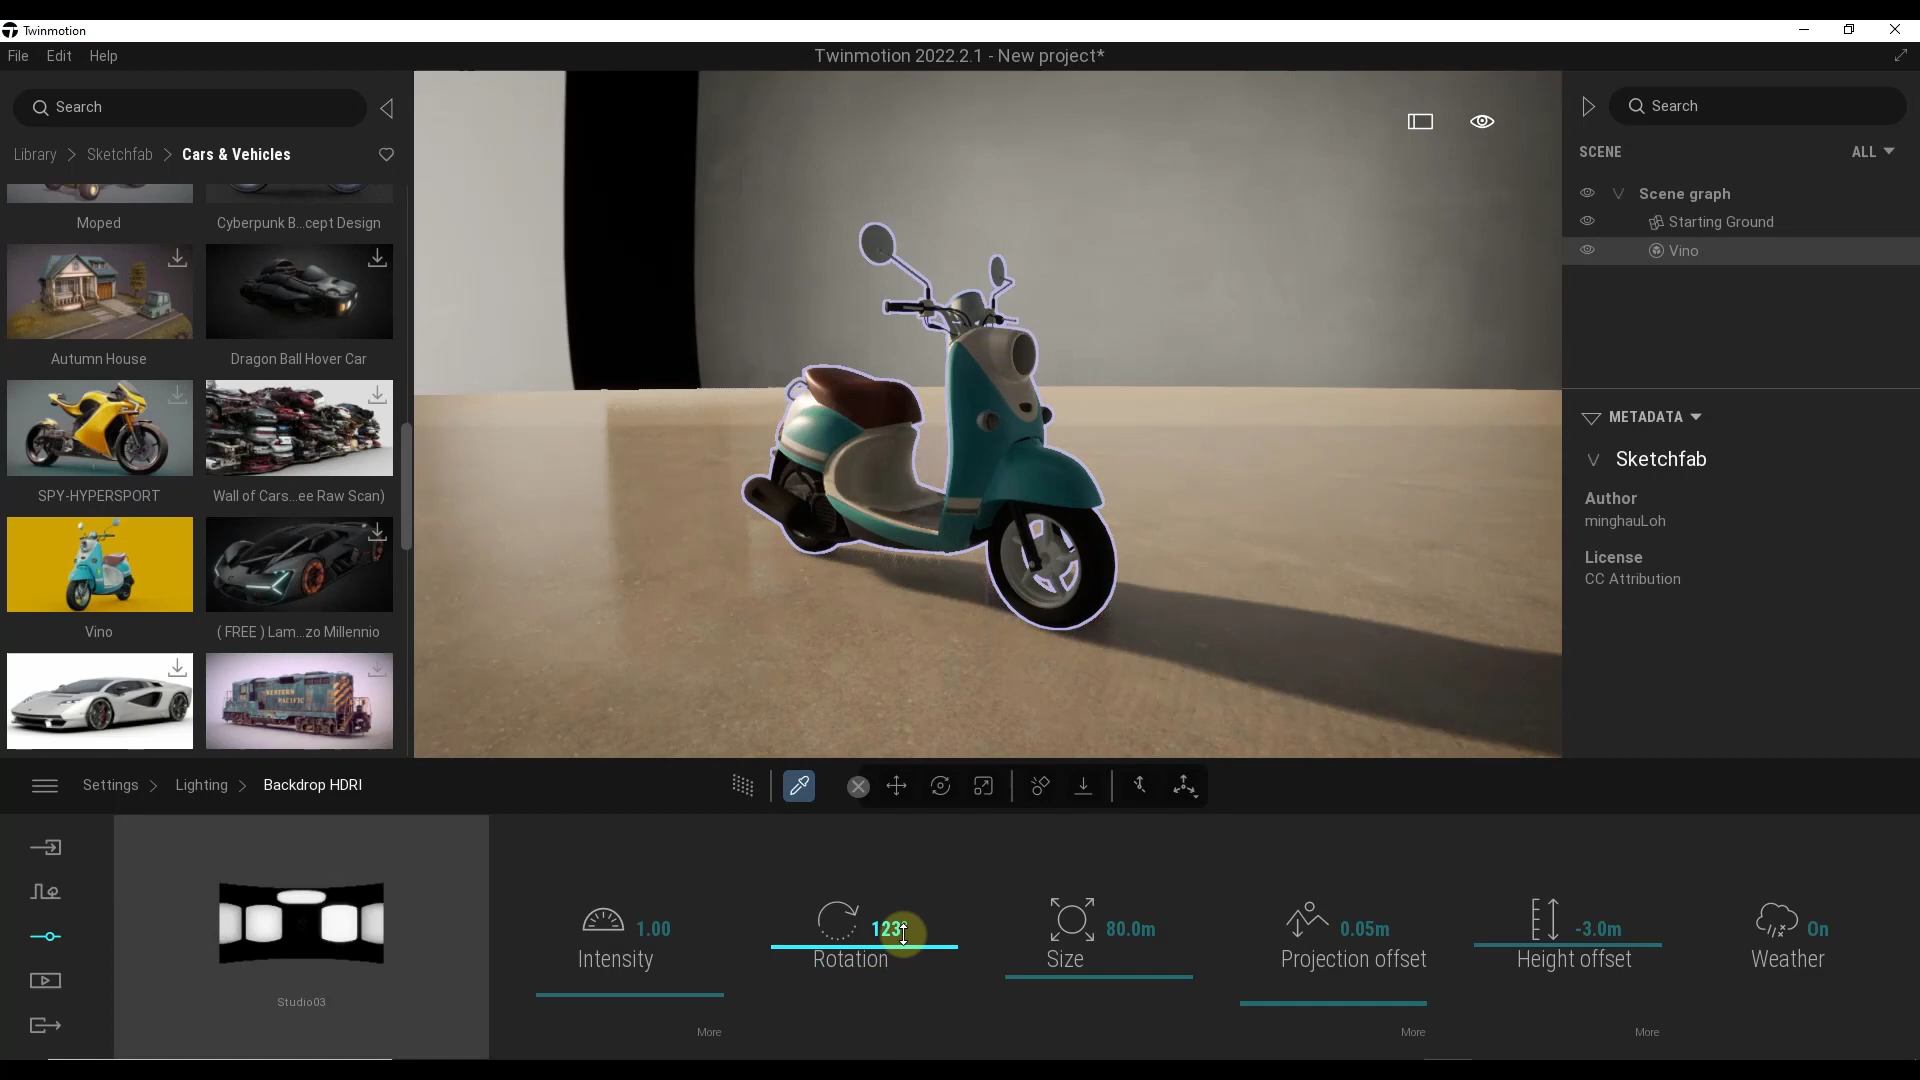 Twinmotion
File Edit Help
Twinmotion 2022.2.1 - New project*
Search
Library Sketchfab Cars & Vehicles
Moped
Cyberpunk B...cept Design
Autumn House
Dragon Ball Hover Car
SPY-HYPERSPORT
Wall of Cars...ee Raw Scan)
Vino
( FREE ) Lam...zo Millennio
WESTERN
PACIFIC
Search
SCENE ALL
Scene graph
Starting Ground
Vino
METADATA
Sketchfab
Author
minghauLoh
License
CC Attribution
Settings Lighting Backdrop HDRI
Studio03
1.00
Intensity
More
123°
Rotation
80.0m
Size
0.05m
Projection offset
More
-3.0m
Height offset
More
On
Weather